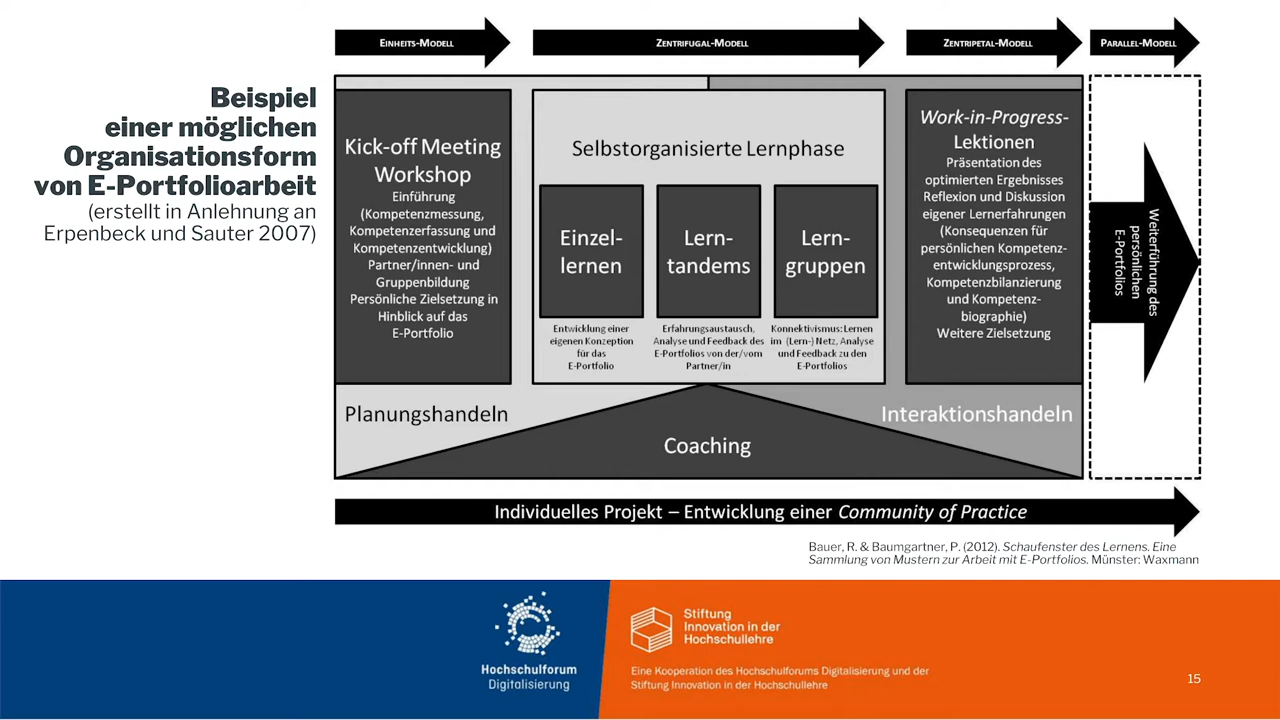 Beispiel
einer möglichen
Organisationsform
von E-Portfolioarbeit
(erstellt in Anlehnung an
Erpenbeck und Sauter 2007)
Einheits-Modell
Zentrifugal-Modell
Zentripetal-Modell
Parallel-Modell
Kick-off Meeting
Workshop
Einführung
(Kompetenzmessung,
Kompetenzerfassung und
Kompetenzentwicklung)
Partner/innen- und
Gruppenbildung
Persönliche Zielsetzung in
Hinblick auf das
E-Portfolio
Selbstorganisierte Lernphase
Einzel-
lernen
Entwicklung einer
eigenen Konzeption
für das
E-Portfolio
Lern-
tandems
Erfahrungsaustausch,
Analyse und Feedback des
E-Portfolios von der/vom
Partner/in
Lern-
gruppen
Konnektivismus: Lernen
im (Lern-) Netz, Analyse
und Feedback zu den
E-Portfolios
Work-in-Progress-
Lektionen
Präsentation des
optimierten Ergebnisses
Reflexion und Diskussion
eigener Lernerfahrungen
(Konsequenzen für
persönlichen Kompetenz-
entwicklungsprozess,
Kompetenzbilanzierung
und Kompetenz-
biographie)
Weitere Zielsetzung
Weiterführung des
persönlichen
E-Portfolios
Planungshandeln
Coaching
Interaktionshandeln
Individuelles Projekt – Entwicklung einer Community of Practice
Bauer, R. & Baumgartner, P. (2012). Schaufenster des Lernens. Eine
Sammlung von Mustern zur Arbeit mit E-Portfolios. Münster: Waxmann
Hochschulforum
Digitalisierung
Stiftung
Innovation in der
Hochschullehre
Eine Kooperation des Hochschulforums Digitalisierung und der
Stiftung Innovation in der Hochschullehre
15